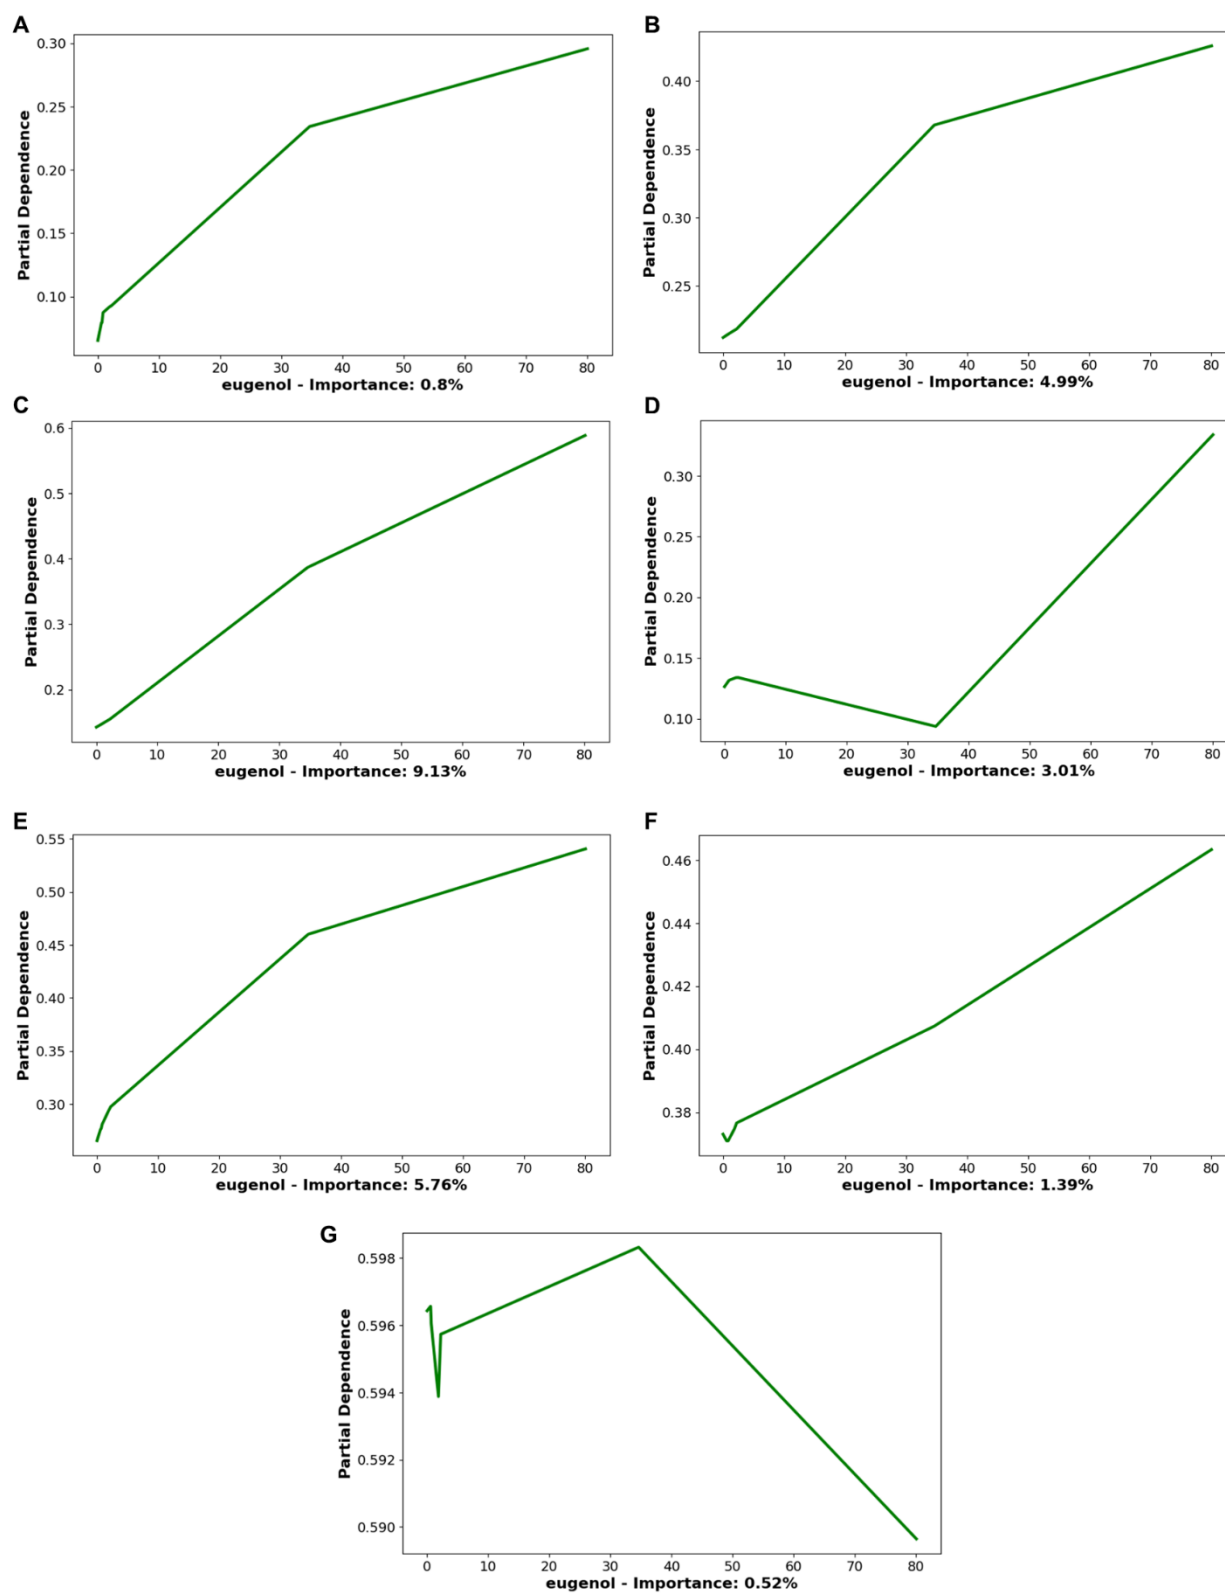 A
0.30
0.25
0.20
0.15
0.10
Partial Dependence
0 10 20 30 40 50 60 70 80
eugenol - Importance: 0.8%
B
0.40
0.35
0.30
0.25
Partial Dependence
0 10 20 30 40 50 60 70 80
eugenol - Importance: 4.99%
C
0.6
0.5
0.4
0.3
0.2
Partial Dependence
0 10 20 30 40 50 60 70 80
eugenol - Importance: 9.13%
D
0.30
0.25
0.20
0.15
0.10
Partial Dependence
0 10 20 30 40 50 60 70 80
eugenol - Importance: 3.01%
E
0.55
0.50
0.45
0.40
0.35
0.30
Partial Dependence
0 10 20 30 40 50 60 70 80
eugenol - Importance: 5.76%
F
0.46
0.44
0.42
0.40
0.38
Partial Dependence
0 10 20 30 40 50 60 70 80
eugenol - Importance: 1.39%
G
0.598
0.596
0.594
0.592
0.590
Partial Dependence
0 10 20 30 40 50 60 70 80
eugenol - Importance: 0.52%